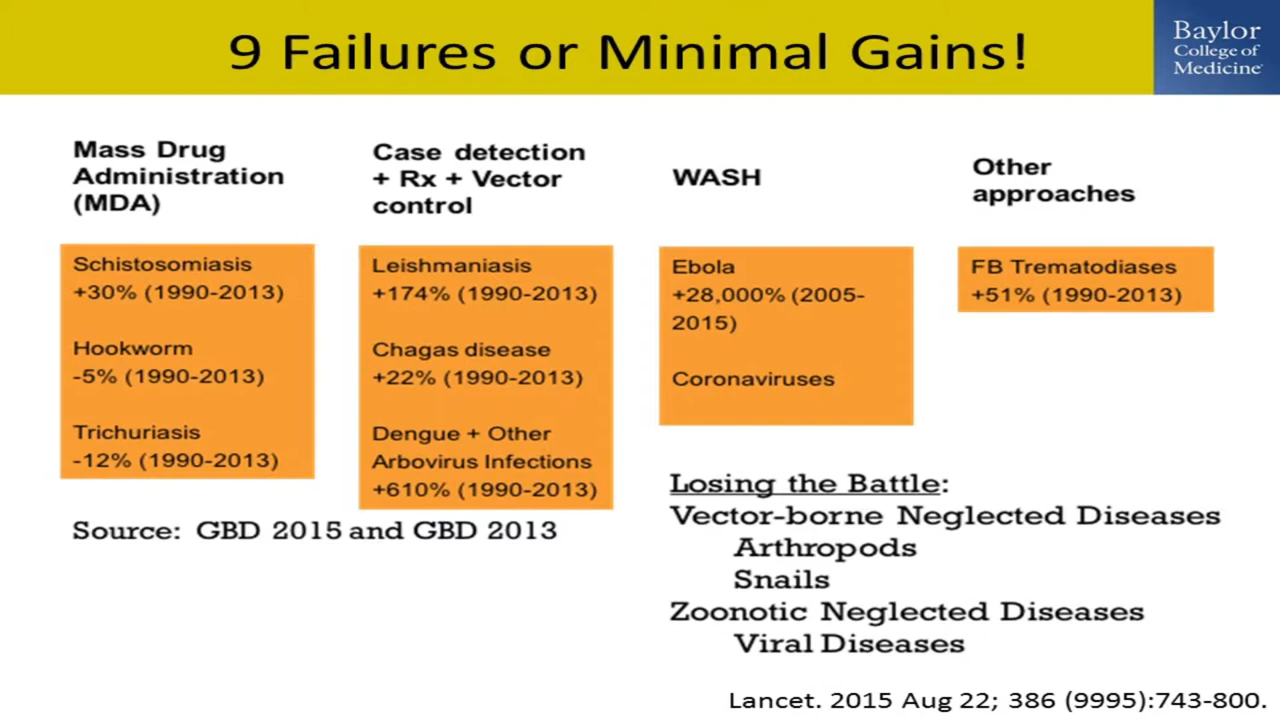 9 Failures or Minimal Gains!
Baylor
College of
Medicine
Mass Drug
Administration
(MDA)
Schistosomiasis
+30% (1990-2013)
Hookworm
-5% (1990-2013)
Trichuriasis
-12% (1990-2013)
Case detection
+ Rx + Vector
control
Leishmaniasis
+174% (1990-2013)
Chagas disease
+22% (1990-2013)
Dengue + Other
Arbovirus Infections
+610% (1990-2013)
WASH
Ebola
+28,000% (2005-
2015)
Coronaviruses
Other
approaches
FB Trematodiases
+51% (1990-2013)
Source: GBD 2015 and GBD 2013
Losing the Battle:
Vector-borne Neglected Diseases
Arthropods
Snails
Zoonotic Neglected Diseases
Viral Diseases
Lancet. 2015 Aug 22; 386 (9995):743-800.